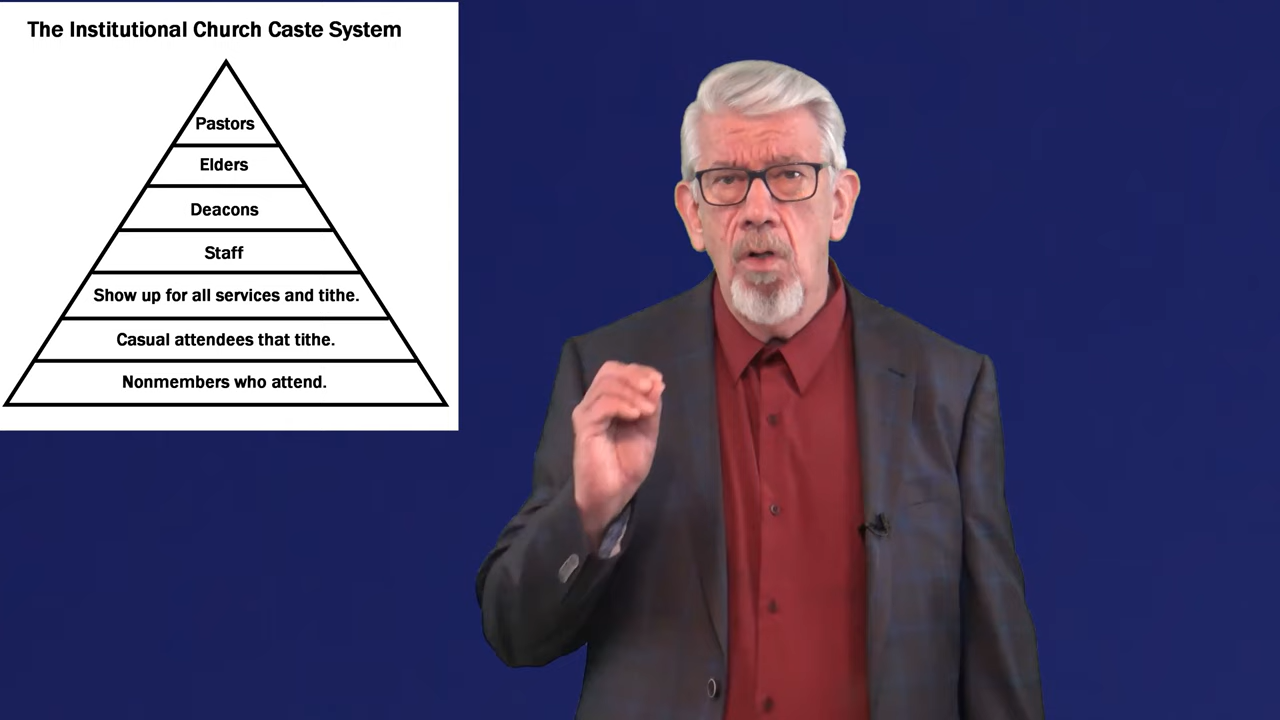 The Institutional Church Caste System
Pastors
Elders
Deacons
Staff
Show up for all services and tithe.
Casual attendees that tithe.
Nonmembers who attend.